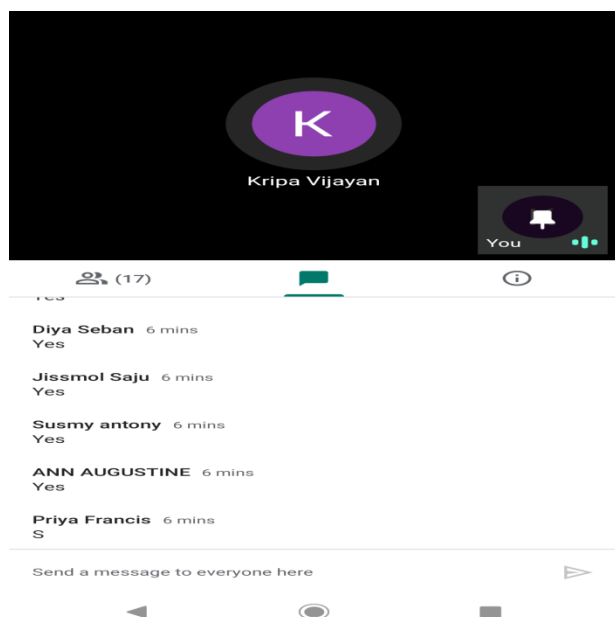 K
Kripa Vijayan
You
(17)
Yes
Diya Seban 6 mins
Yes
Jissmol Saju 6 mins
Yes
Susmy antony 6 mins
Yes
ANN AUGUSTINE 6 mins
Yes
Priya Francis 6 mins
S
Send a message to everyone here